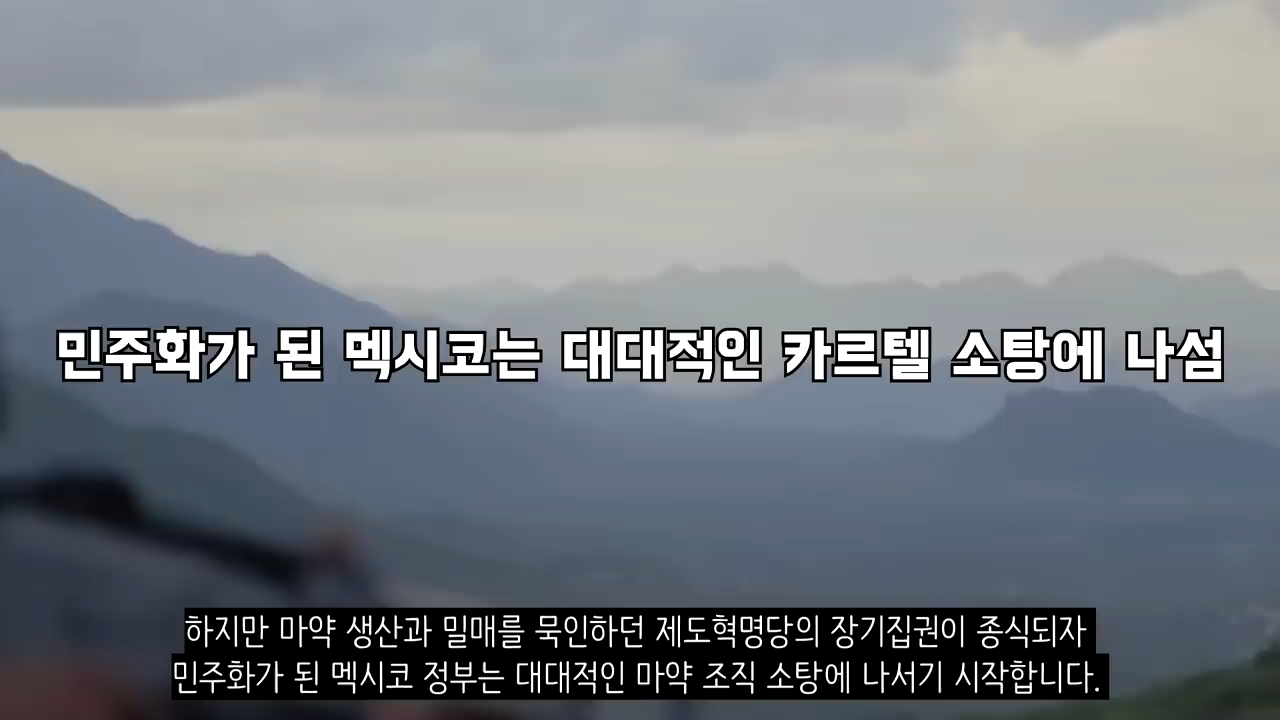 민주화가 된 멕시코는 대대적인 카르텔 소탕에 나섬
하지만 마약 생산과 밀매를 묵인하던 제도혁명당의 장기집권이 종식되자
민주화가 된 멕시코 정부는 대대적인 마약 조직 소탕에 나서기 시작합니다.